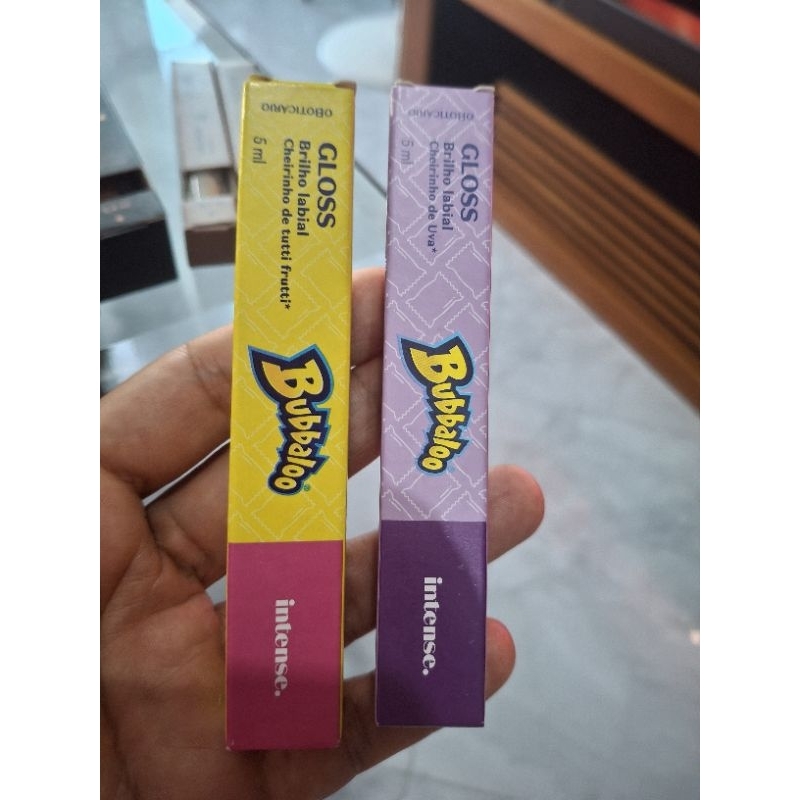 oBOTICÁRIO
GLOSS
Brilho labial
Cheirinho de tutti frutti*
5 ml
Bubbaloo
intense.
oBOTICÁRIO
GLOSS
Brilho labial
Cheirinho de Uva*
5 ml
Bubbaloo
intense.